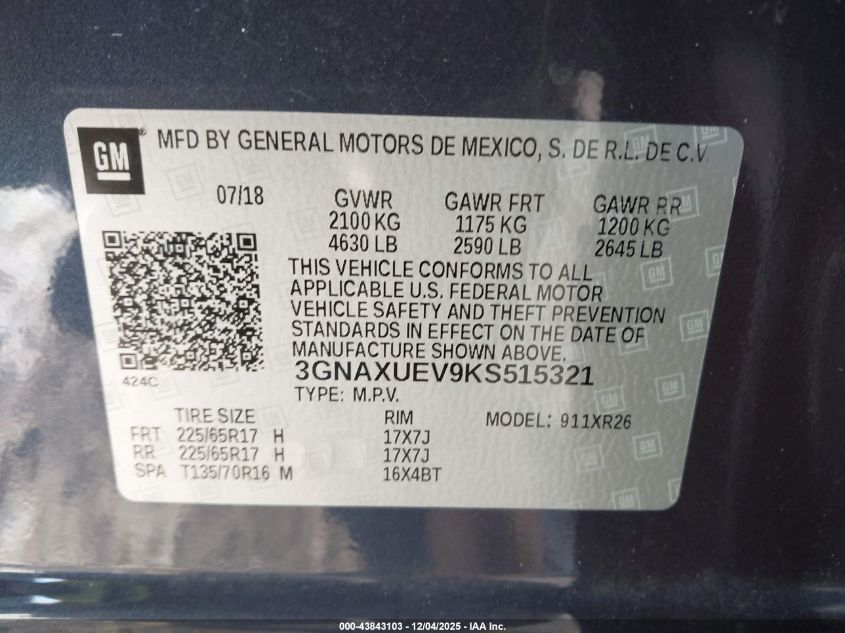 GM ® MFD BY GENERAL MOTORS DE MEXICO, S. DE R.L. DE C.V.
07/18 GVWR GAWR FRT GAWR RR
2100 KG 1175 KG 1200 KG
4630 LB 2590 LB 2645 LB
THIS VEHICLE CONFORMS TO ALL
APPLICABLE U.S. FEDERAL MOTOR
VEHICLE SAFETY AND THEFT PREVENTION
STANDARDS IN EFFECT ON THE DATE OF
MANUFACTURE SHOWN ABOVE.
424C 3GNAXUEV9KS515321
TYPE: M.P.V.
TIRE SIZE RIM MODEL: 911XR26
FRT 225/65R17 H 17X7J
RR 225/65R17 H 17X7J
SPA T135/70R16 M 16X4BT
000-43843103 - 12/04/2025 - IAA Inc.